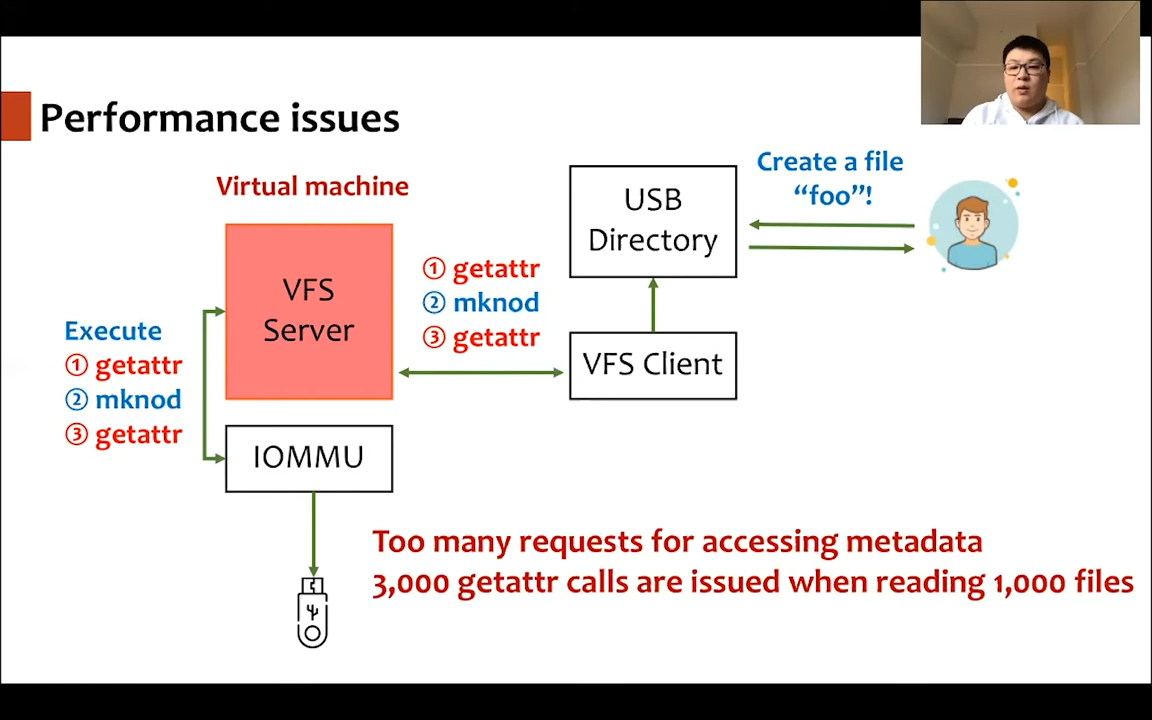 Performance issues
Virtual machine
VFS
Server
Execute
① getattr
② mknod
③ getattr
IOMMU
① getattr
② mknod
③ getattr
USB
Directory
VFS Client
Create a file
“foo”!
Too many requests for accessing metadata
3,000 getattr calls are issued when reading 1,000 files